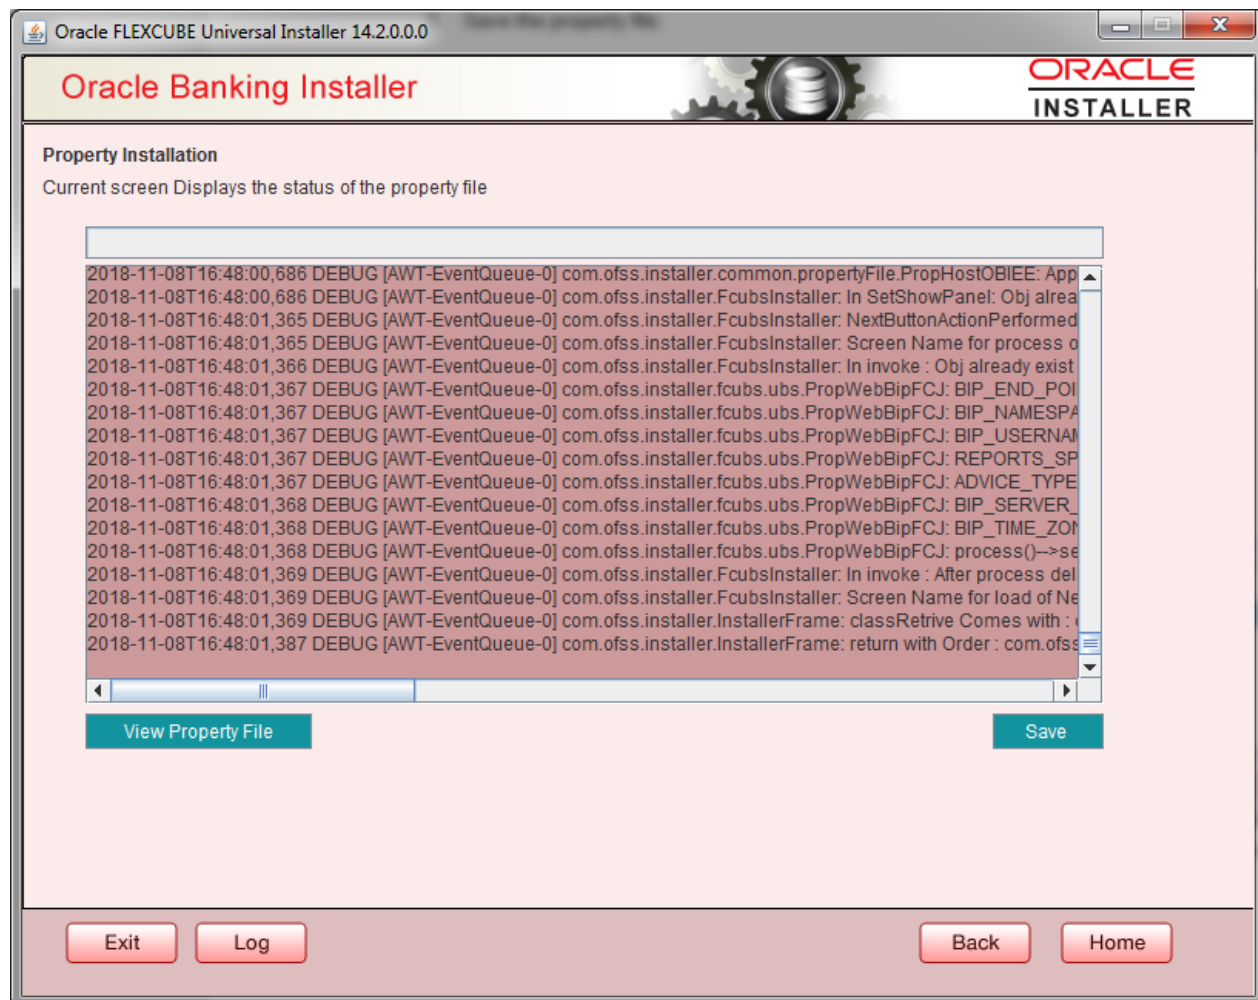 Save the property file
Oracle FLEXCUBE Universal Installer 14.2.0.0.0
Oracle Banking Installer
ORACLE
INSTALLER
Property Installation
Current screen Displays the status of the property file
2018-11-08T16:48:00,686 DEBUG [AWT-EventQueue-0] com.ofss.installer.common.propertyFile.PropHostOBIEE: App
2018-11-08T16:48:00,686 DEBUG [AWT-EventQueue-0] com.ofss.installer.FcubsInstaller: In SetShowPanel: Obj alrea
2018-11-08T16:48:01,365 DEBUG [AWT-EventQueue-0] com.ofss.installer.FcubsInstaller: NextButtonActionPerformed
2018-11-08T16:48:01,365 DEBUG [AWT-EventQueue-0] com.ofss.installer.FcubsInstaller: Screen Name for process o
2018-11-08T16:48:01,366 DEBUG [AWT-EventQueue-0] com.ofss.installer.FcubsInstaller: In invoke : Obj already exist
2018-11-08T16:48:01,367 DEBUG [AWT-EventQueue-0] com.ofss.installer.fcubs.ubs.PropWebBipFCJ: BIP_END_POI
2018-11-08T16:48:01,367 DEBUG [AWT-EventQueue-0] com.ofss.installer.fcubs.ubs.PropWebBipFCJ: BIP_NAMESPA
2018-11-08T16:48:01,367 DEBUG [AWT-EventQueue-0] com.ofss.installer.fcubs.ubs.PropWebBipFCJ: BIP_USERNAM
2018-11-08T16:48:01,367 DEBUG [AWT-EventQueue-0] com.ofss.installer.fcubs.ubs.PropWebBipFCJ: REPORTS_SP
2018-11-08T16:48:01,367 DEBUG [AWT-EventQueue-0] com.ofss.installer.fcubs.ubs.PropWebBipFCJ: ADVICE_TYPE
2018-11-08T16:48:01,368 DEBUG [AWT-EventQueue-0] com.ofss.installer.fcubs.ubs.PropWebBipFCJ: BIP_SERVER_
2018-11-08T16:48:01,368 DEBUG [AWT-EventQueue-0] com.ofss.installer.fcubs.ubs.PropWebBipFCJ: BIP_TIME_ZON
2018-11-08T16:48:01,368 DEBUG [AWT-EventQueue-0] com.ofss.installer.fcubs.ubs.PropWebBipFCJ: process()-->se
2018-11-08T16:48:01,369 DEBUG [AWT-EventQueue-0] com.ofss.installer.FcubsInstaller: In invoke : After process del
2018-11-08T16:48:01,369 DEBUG [AWT-EventQueue-0] com.ofss.installer.FcubsInstaller: Screen Name for load of Ne
2018-11-08T16:48:01,369 DEBUG [AWT-EventQueue-0] com.ofss.installer.InstallerFrame: classRetrive Comes with :
2018-11-08T16:48:01,387 DEBUG [AWT-EventQueue-0] com.ofss.installer.InstallerFrame: return with Order : com.ofss
View Property File
Save
Exit
Log
Back
Home